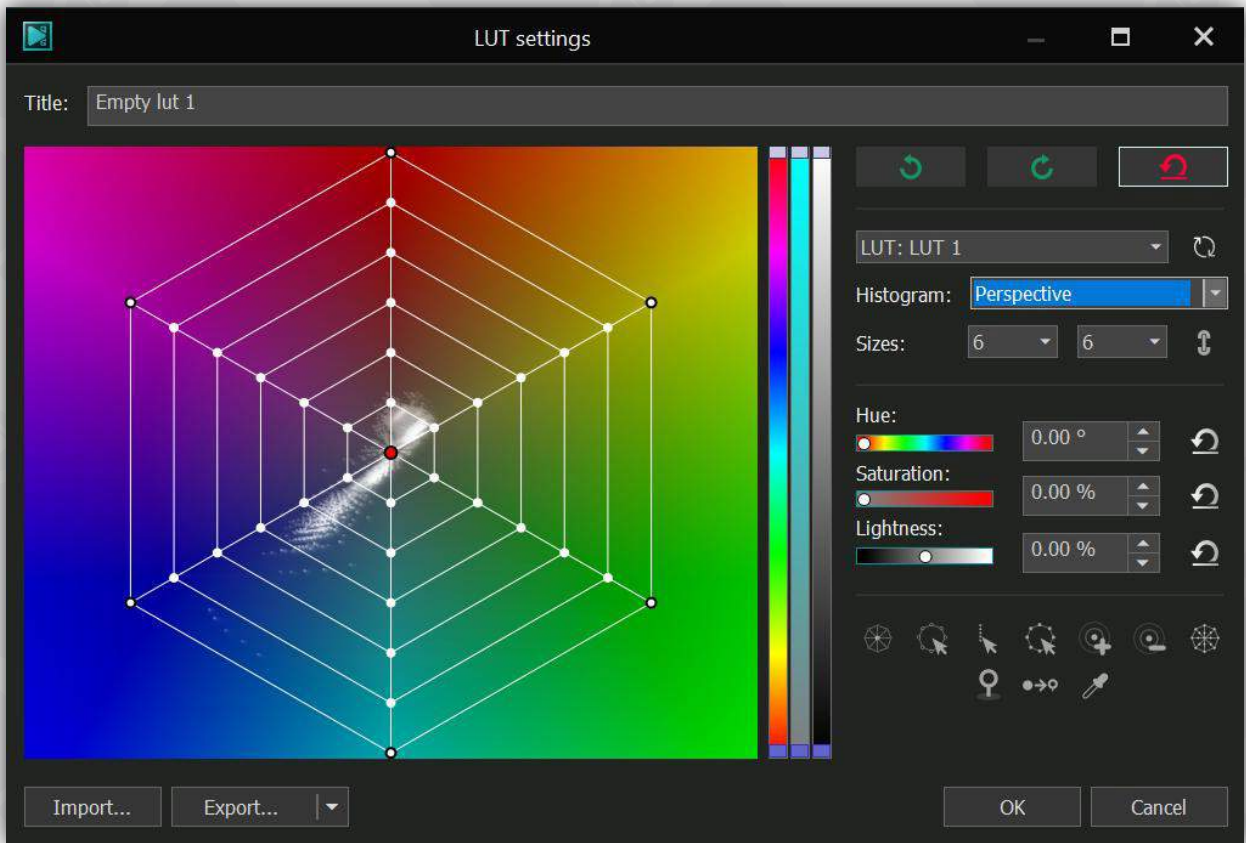 LUT settings
Title: Empty lut 1
LUT: LUT 1
Histogram: Perspective
Sizes: 6 6
Hue:
0.00 °
Saturation:
0.00 %
Lightness:
0.00 %
Import... Export... OK Cancel